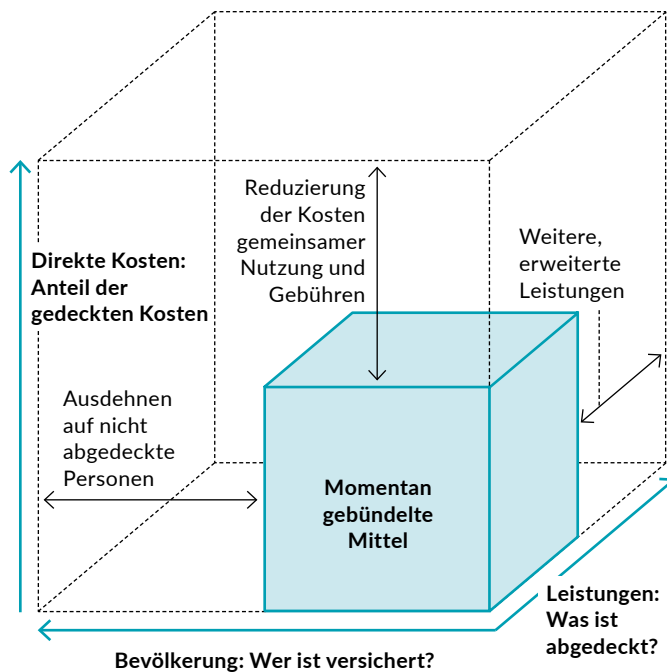 Reduzierung
der Kosten
gemeinsamer
Nutzung und
Gebühren
Weitere,
erweiterte
Leistungen
Direkte Kosten:
Anteil der
gedeckten Kosten
Ausdehnen
auf nicht
abgedeckte
Personen
Momentan
gebündelte
Mittel
Leistungen:
Was ist
abgedeckt?
Bevölkerung: Wer ist versichert?